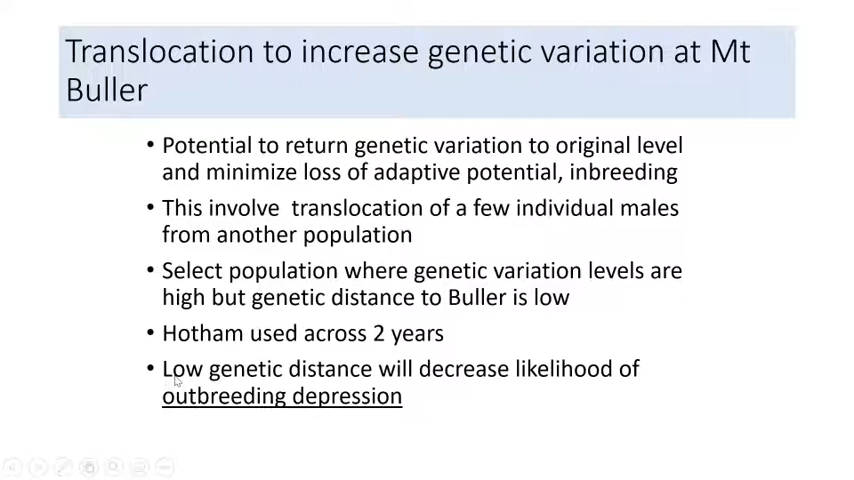 Translocation to increase genetic variation at Mt
Buller
• Potential to return genetic variation to original level
and minimize loss of adaptive potential, inbreeding
• This involve  translocation of a few individual males
from another population
• Select population where genetic variation levels are
high but genetic distance to Buller is low
• Hotham used across 2 years
• Low genetic distance will decrease likelihood of
outbreeding depression